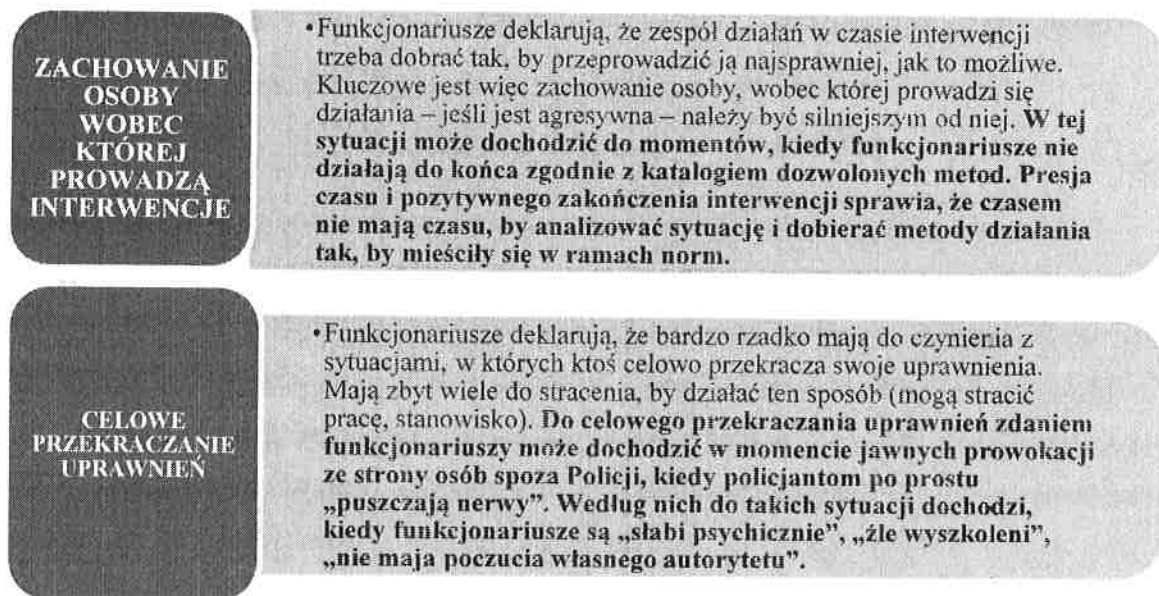 ZACHOWANIE
OSOBY
WOBEC
KTÓREJ
PROWADZĄ
INTERWENCJE
•Funkcjonariusze deklarują, że zespół działań w czasie interwencji
trzeba dobrać tak, by przeprowadzić ją najsprawniej, jak to możliwe.
Kluczowe jest więc zachowanie osoby, wobec której prowadzi się
działania – jeśli jest agresywna – należy być silniejszym od niej. W tej
sytuacji może dochodzić do momentów, kiedy funkcjonariusze nie
działają do końca zgodnie z katalogiem dozwolonych metod. Presja
czasu i pozytywnego zakończenia interwencji sprawia, że czasem
nie mają czasu, by analizować sytuację i dobierać metody działania
tak, by mieściły się w ramach norm.
CELOWE
PRZEKRACZANIE
UPRAWNIEŃ
•Funkcjonariusze deklarują, że bardzo rzadko mają do czynienia z
sytuacjami, w których ktoś celowo przekracza swoje uprawnienia.
Mają zbyt wiele do stracenia, by działać ten sposób (mogą stracić
pracę, stanowisko). Do celowego przekraczania uprawnień zdaniem
funkcjonariuszy może dochodzić w momencie jawnych prowokacji
ze strony osób spoza Policji, kiedy policjantom po prostu
„puszczają nerwy”. Według nich do takich sytuacji dochodzi,
kiedy funkcjonariusze są „słabi psychicznie”, „źle wyszkoleni”,
„nie maja poczucia własnego autorytetu”.